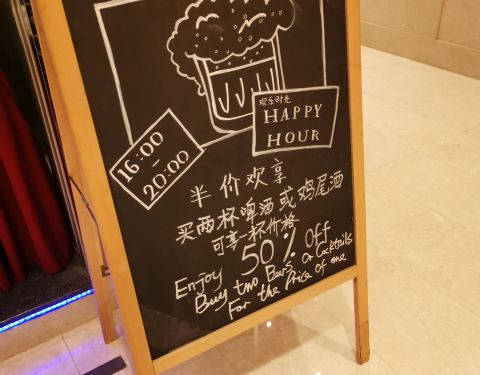 欢乐时光
HAPPY
HOUR
16:00
-
20:00
半价欢享
买两杯啤酒或鸡尾酒
可享一杯价格
Enjoy 50% Off
Buy two Beers Or Cocktails
For the Price of one